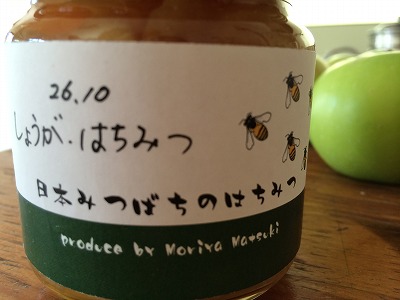 26.10
しょうが・はちみつ
日本みつばちのはちみつ
produce by Moriya Natsuki